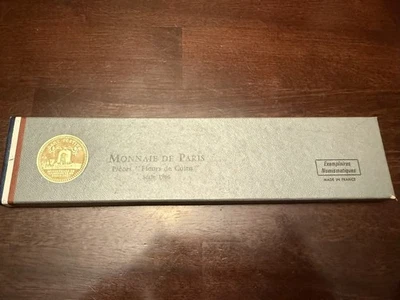 MONNAIE DE PARIS
Pièces "Fleurs de Coins"
Exemplaires
Numismatiques
MADE IN FRANCE